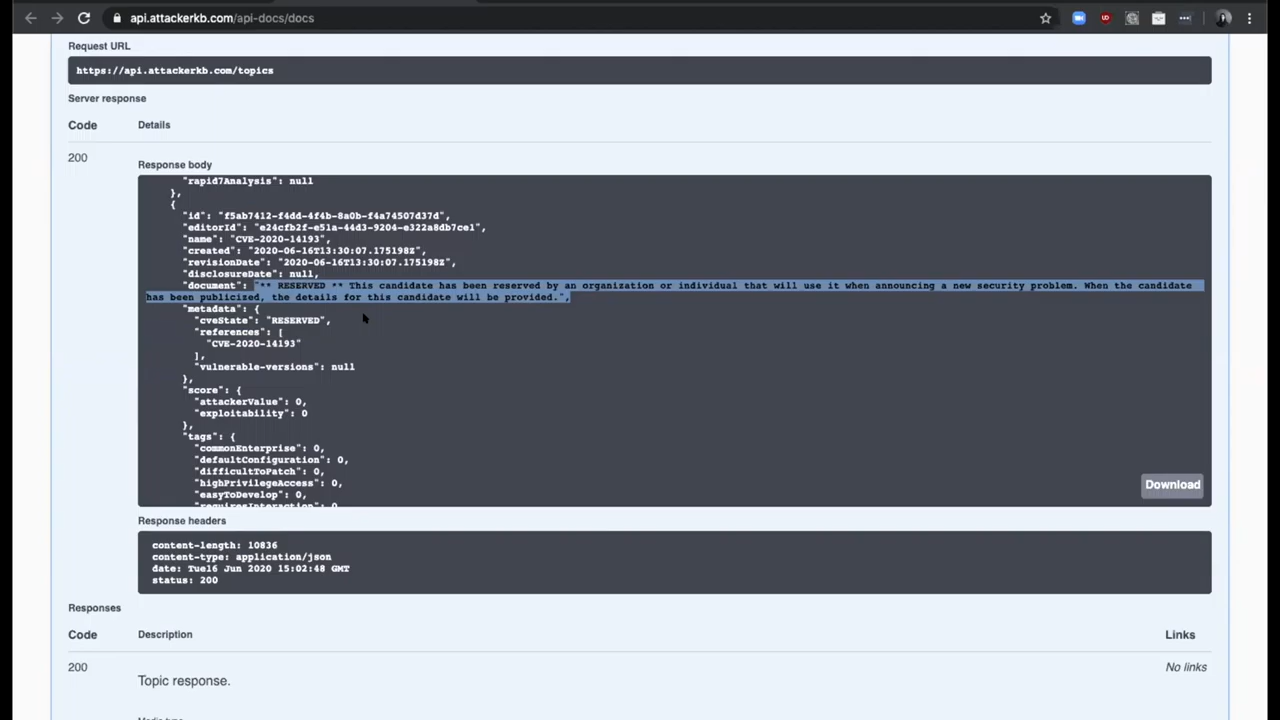 api.attackerkb.com/api-docs/docs
Request URL
https://api.attackerkb.com/topics
Server response
Code Details
200
Response body
"rapid7Analysis": null
},
{
"id": "f5ab7412-f4dd-4f4b-8a0b-f4a74507d37d",
"editorId": "e24cfb2f-e51a-44d3-9204-e322a8db7ce1",
"name": "CVE-2020-14193",
"created": "2020-06-16T13:30:07.175198Z",
"revisionDate": "2020-06-16T13:30:07.175198Z",
"disclosureDate": null,
"document": "** RESERVED ** This candidate has been reserved by an organization or individual that will use it when announcing a new security problem. When the candidate
has been publicized, the details for this candidate will be provided.",
"metadata": {
"cveState": "RESERVED",
"references": [
"CVE-2020-14193"
],
"vulnerable-versions": null
},
"score": {
"attackerValue": 0,
"exploitability": 0
},
"tags": {
"commonEnterprise": 0,
"defaultConfiguration": 0,
"difficultToPatch": 0,
"highPrivilegeAccess": 0,
"easyToDevelop": 0,
"requiresInteraction": 0
Download
Response headers
content-length: 10836
content-type: application/json
date: Tue16 Jun 2020 15:02:48 GMT
status: 200
Responses
Code Description Links
200 No links
Topic response.
Media type